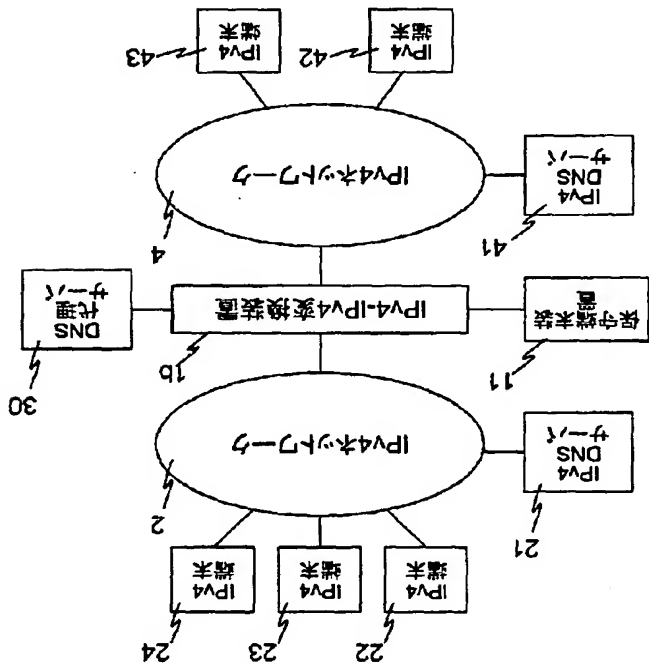 22
23
24
IPv4
端末
IPv4
端末
IPv4
端末
21
IPv4
DNS
サーバ
2
IPv4ネットワーク
11
保守端末装
置
1b
IPv4-IPv4変換装置
30
DNS
代理
サーバ
41
IPv4
DNS
サーバ
4
IPv4ネットワーク
42
IPv4
端末
43
IPv4
端末